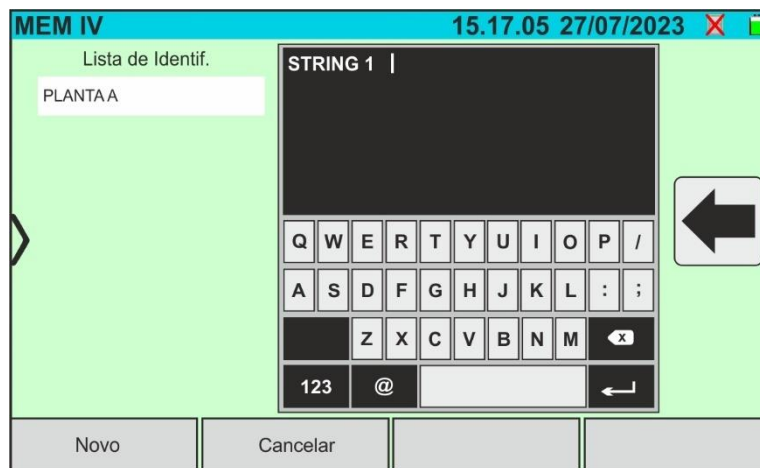 MEM IV 15.17.05 27/07/2023
Lista de Identif.
PLANTA A
STRING 1
Q W E R T Y U I O P /
A S D F G H J K L : ;
Z X C V B N M x
123 @
Novo Cancelar